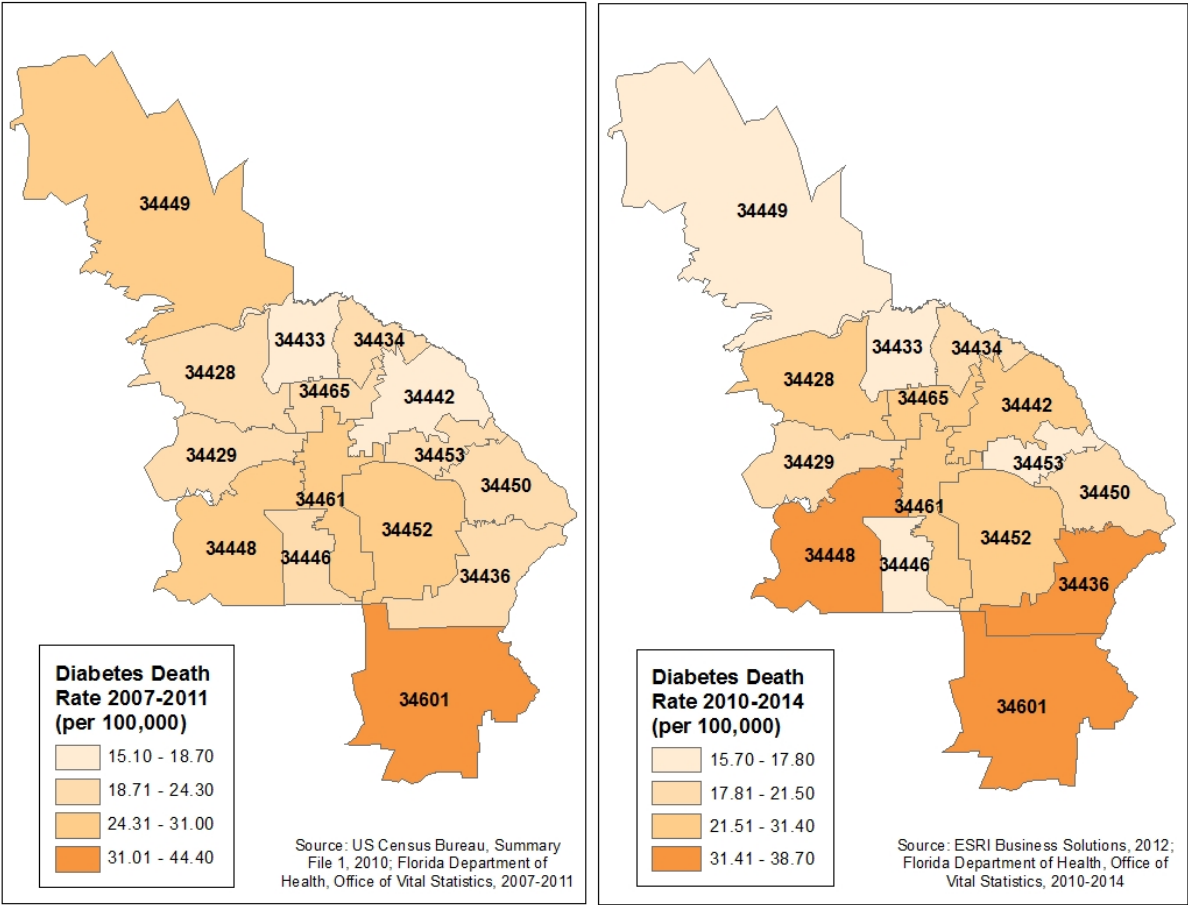 34449
34433
34434
34428
34465
34442
34429
34453
34450
34461
34452
34448
34446
34436
34601
Diabetes Death
Rate 2007-2011
(per 100,000)
15.10 - 18.70
18.71 - 24.30
24.31 - 31.00
31.01 - 44.40
Source: US Census Bureau, Summary
File 1, 2010; Florida Department of
Health, Office of Vital Statistics, 2007-2011
34449
34433
34434
34428
34465
34442
34429
34453
34450
34461
34452
34448
34446
34436
34601
Diabetes Death
Rate 2010-2014
(per 100,000)
15.70 - 17.80
17.81 - 21.50
21.51 - 31.40
31.41 - 38.70
Source: ESRI Business Solutions, 2012;
Florida Department of Health, Office of
Vital Statistics, 2010-2014